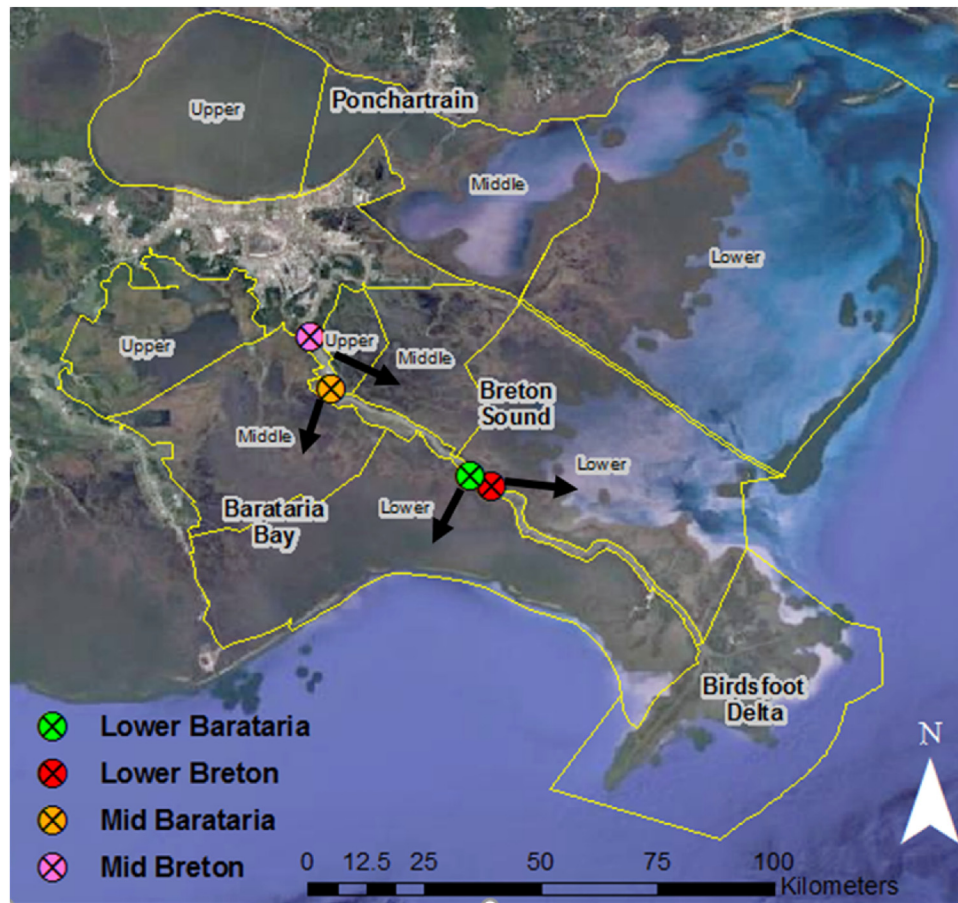 Upper
Ponchartrain
Middle
Lower
Upper
Upper
Middle
Breton
Sound
Middle
Lower
Barataria
Bay
Lower
Birdsfoot
Delta
N
Lower Barataria
Lower Breton
Mid Barataria
Mid Breton
0 12.5 25 50 75 100
Kilometers